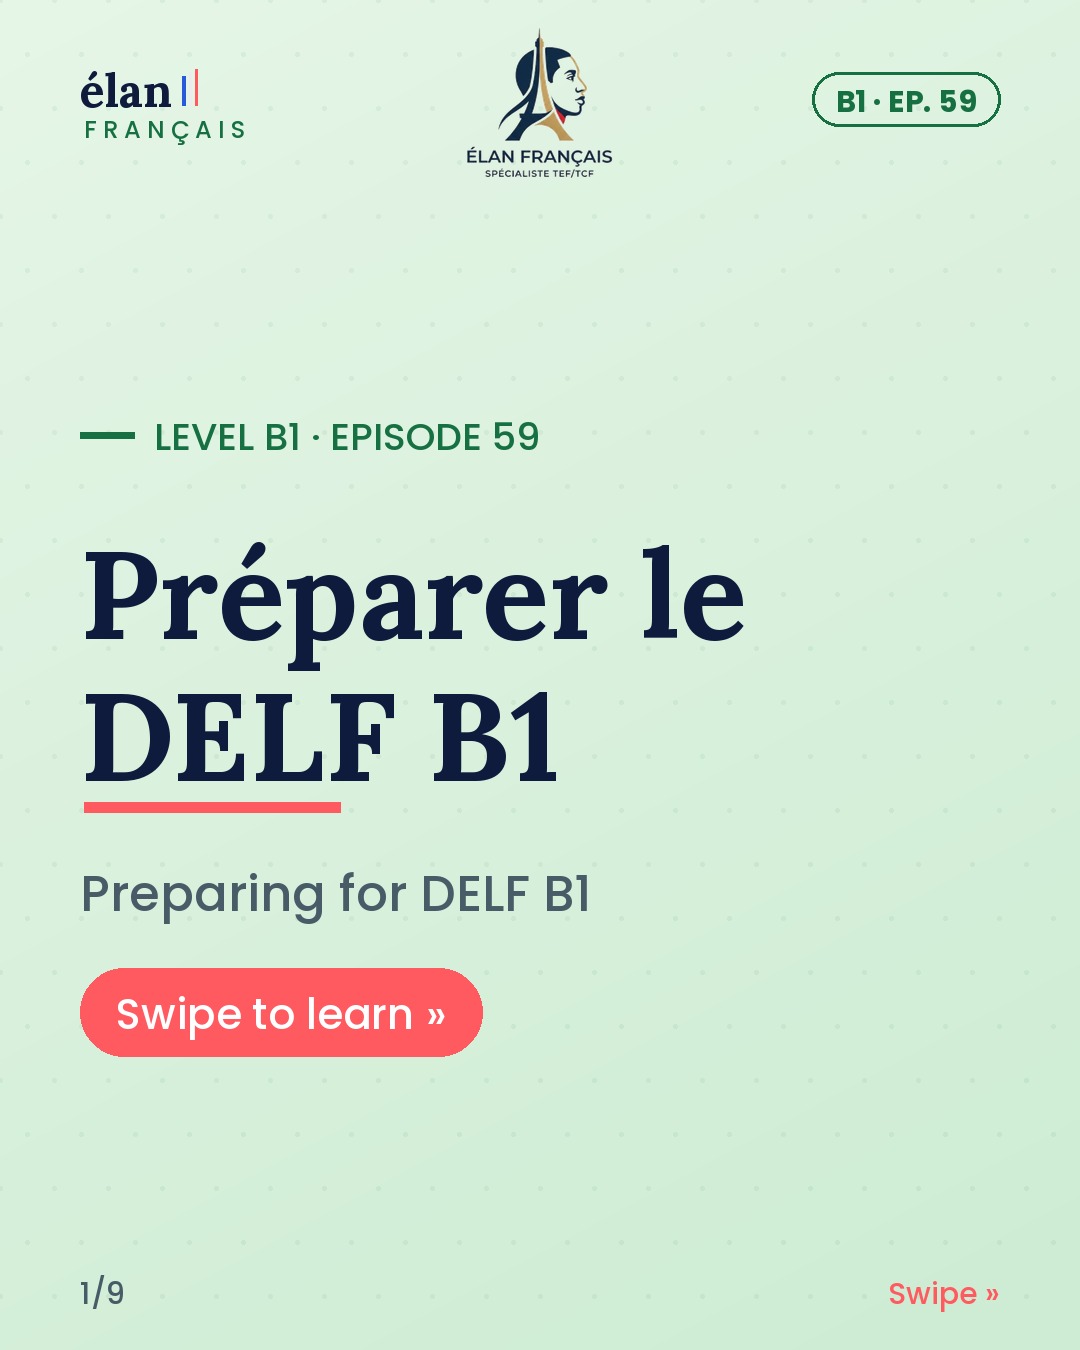 élan
FRANÇAIS
ÉLAN FRANÇAIS
SPÉCIALISTE TEF/TCF
B1 · EP. 59
LEVEL B1 · EPISODE 59
Préparer le
DELF B1
Preparing for DELF B1
Swipe to learn »
1/9
Swipe »